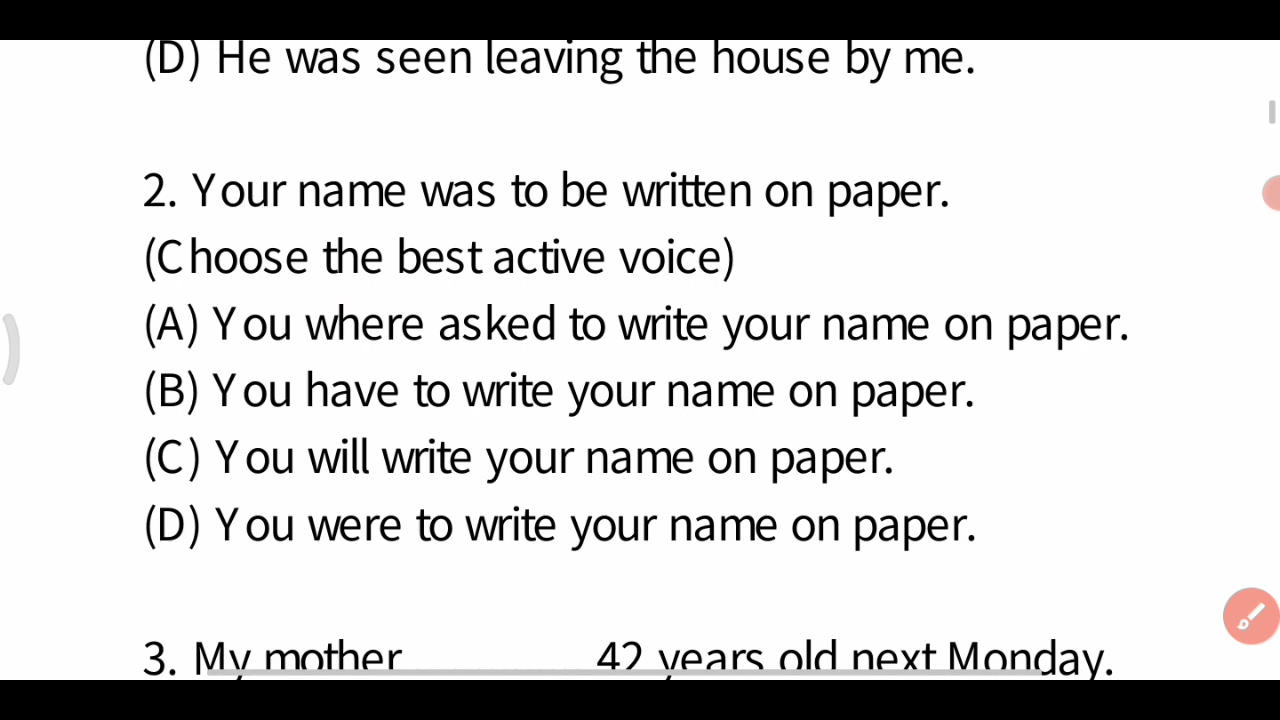 (D) He was seen leaving the house by me.
2. Your name was to be written on paper.
(Choose the best active voice)
(A) You where asked to write your name on paper.
(B) You have to write your name on paper.
(C) You will write your name on paper.
(D) You were to write your name on paper.
3. My mother ............... 42 years old next Monday.